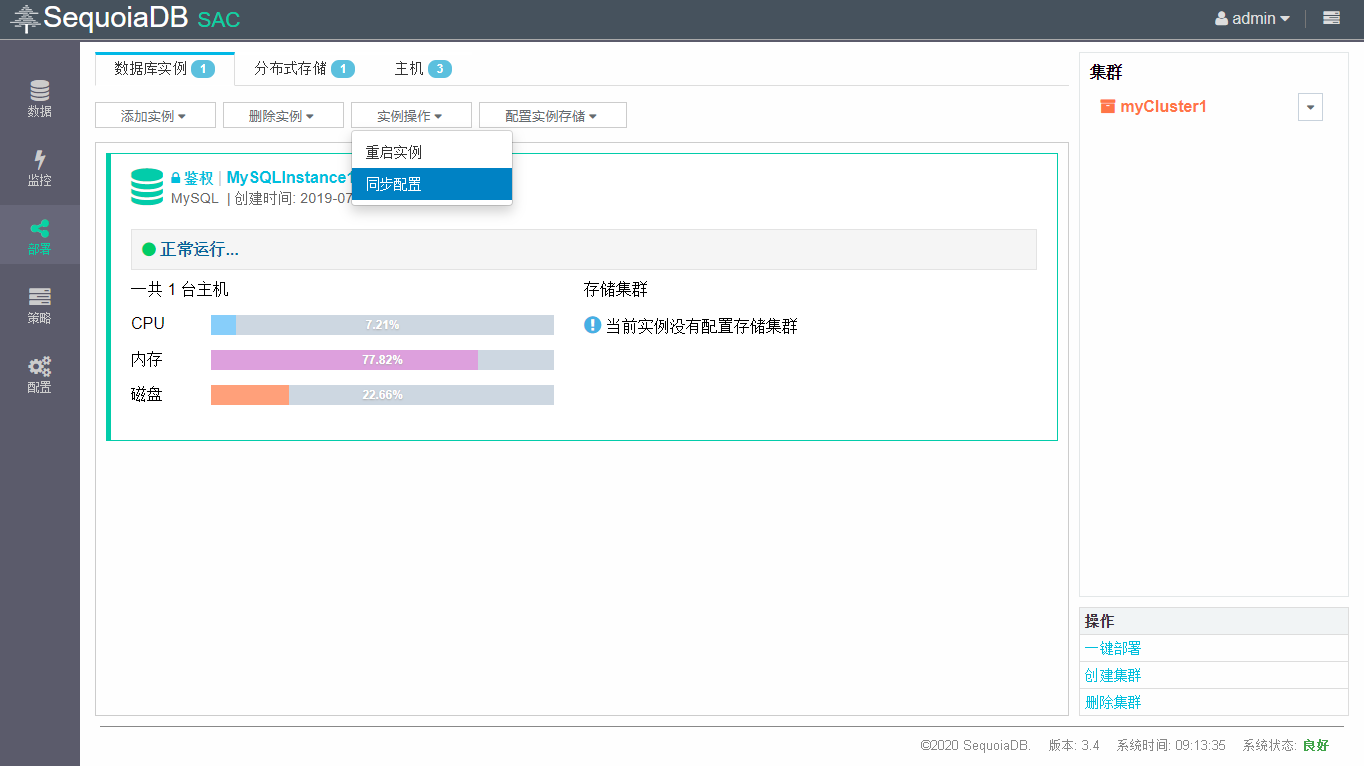 SequoiaDB SAC
admin
数据
监控
部署
策略
配置
数据库实例 1
分布式存储 1
主机 3
添加实例
删除实例
实例操作
配置实例存储
重启实例
同步配置
鉴权 | MySQLInstance1
MySQL | 创建时间: 2019-07
正常运行...
一共 1 台主机
CPU 7.21%
内存 77.82%
磁盘 22.66%
存储集群
当前实例没有配置存储集群
集群
myCluster1
操作
一键部署
创建集群
删除集群
©2020 SequoiaDB. 版本: 3.4 系统时间: 09:13:35 系统状态: 良好